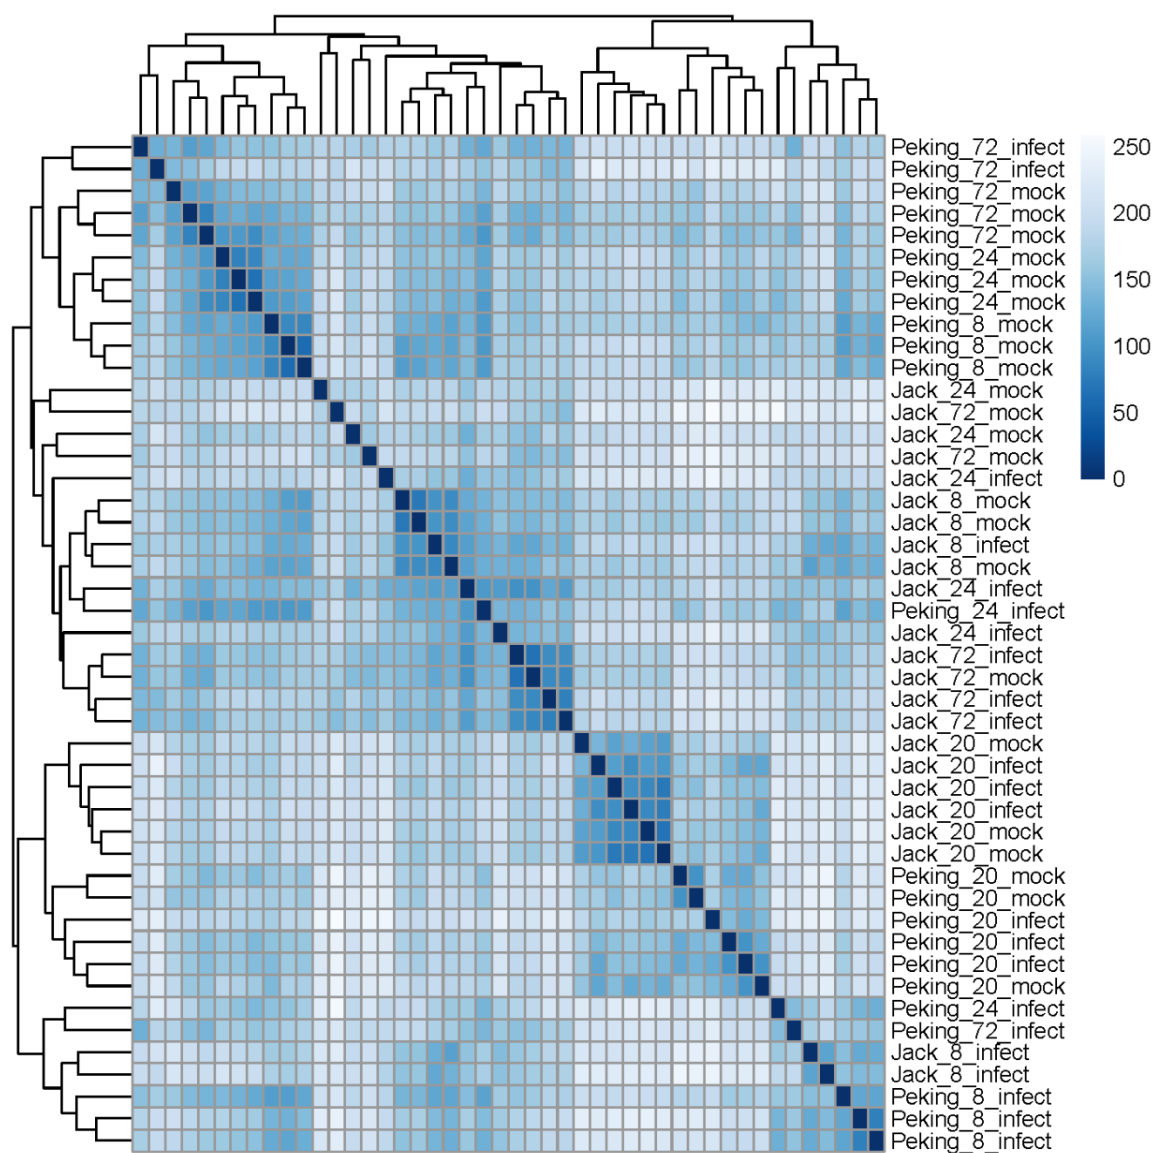 Peking_72_infect
Peking_72_infect
Peking_72_mock
Peking_72_mock
Peking_72_mock
Peking_24_mock
Peking_24_mock
Peking_24_mock
Peking_8_mock
Peking_8_mock
Peking_8_mock
Jack_24_mock
Jack_72_mock
Jack_24_mock
Jack_72_mock
Jack_24_infect
Jack_8_mock
Jack_8_mock
Jack_8_infect
Jack_8_mock
Jack_24_infect
Peking_24_infect
Jack_24_infect
Jack_72_infect
Jack_72_mock
Jack_72_infect
Jack_72_infect
Jack_20_mock
Jack_20_infect
Jack_20_infect
Jack_20_infect
Jack_20_mock
Jack_20_mock
Peking_20_mock
Peking_20_mock
Peking_20_infect
Peking_20_infect
Peking_20_infect
Peking_20_mock
Peking_24_infect
Peking_72_infect
Jack_8_infect
Jack_8_infect
Peking_8_infect
Peking_8_infect
Peking_8_infect
250
200
150
100
50
0